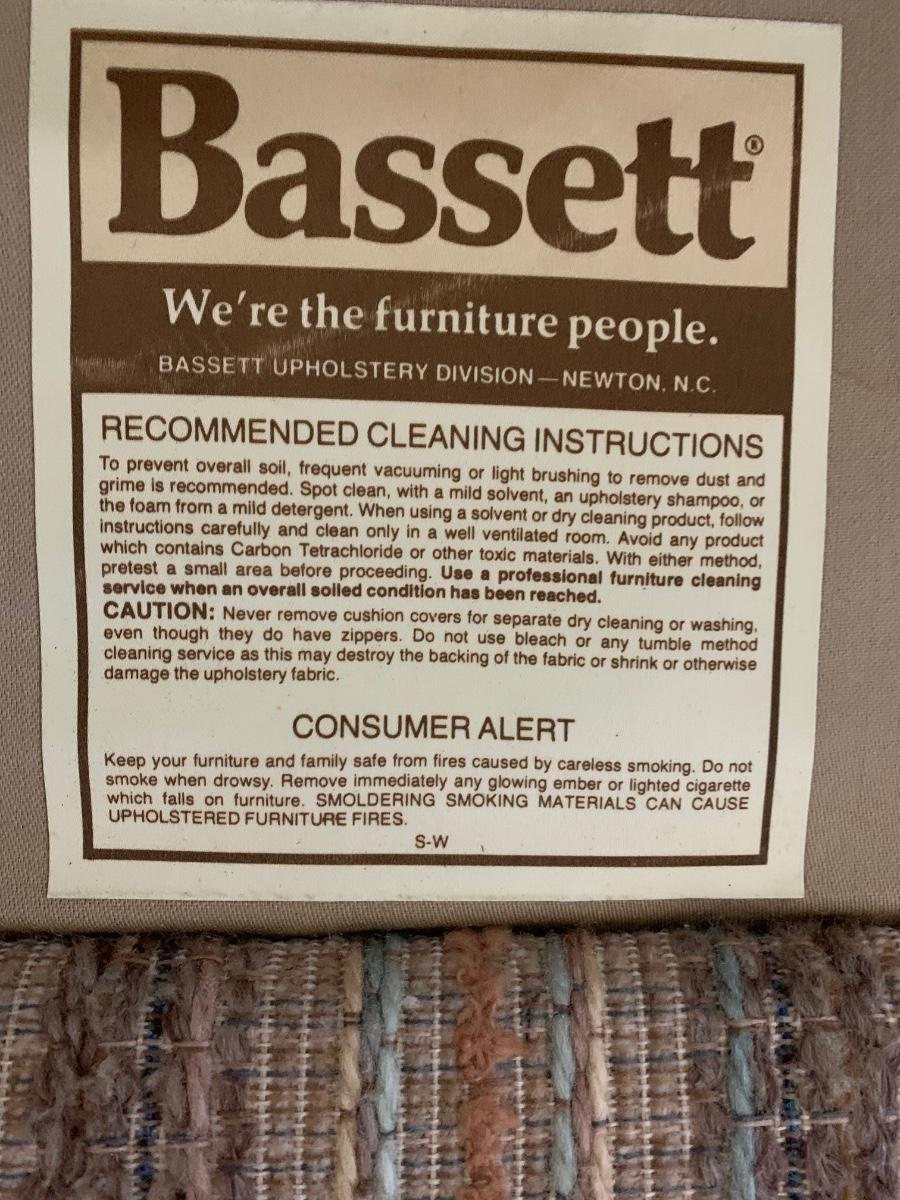 Bassett®
We're the furniture people.
BASSETT UPHOLSTERY DIVISION — NEWTON, N.C.
RECOMMENDED CLEANING INSTRUCTIONS
To prevent overall soil, frequent vacuuming or light brushing to remove dust and
grime is recommended. Spot clean, with a mild solvent, an upholstery shampoo, or
the foam from a mild detergent. When using a solvent or dry cleaning product, follow
instructions carefully and clean only in a well ventilated room. Avoid any product
which contains Carbon Tetrachloride or other toxic materials. With either method,
pretest a small area before proceeding. Use a professional furniture cleaning
service when an overall soiled condition has been reached.
CAUTION: Never remove cushion covers for separate dry cleaning or washing,
even though they do have zippers. Do not use bleach or any tumble method
cleaning service as this may destroy the backing of the fabric or shrink or otherwise
damage the upholstery fabric.
CONSUMER ALERT
Keep your furniture and family safe from fires caused by careless smoking. Do not
smoke when drowsy. Remove immediately any glowing ember or lighted cigarette
which falls on furniture. SMOLDERING SMOKING MATERIALS CAN CAUSE
UPHOLSTERED FURNITURE FIRES.
S-W